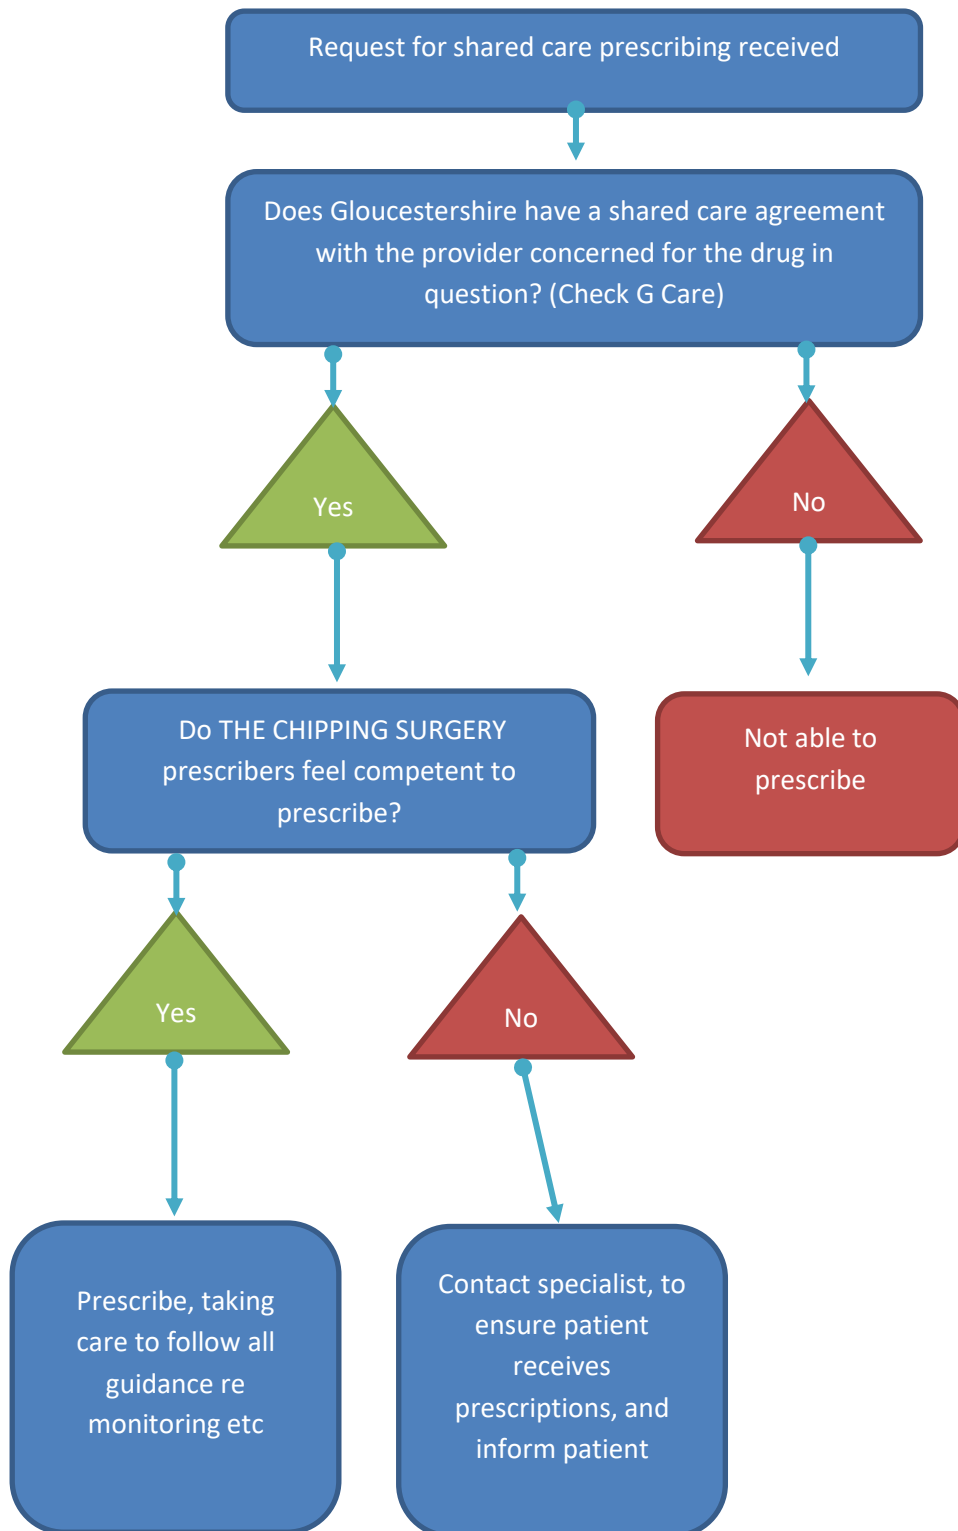 Request for shared care prescribing received
Does Gloucestershire have a shared care agreement
with the provider concerned for the drug in
question? (Check G Care)
Yes
No
Do THE CHIPPING SURGERY
prescribers feel competent to
prescribe?
Not able to
prescribe
Yes
No
Prescribe, taking
care to follow all
guidance re
monitoring etc
Contact specialist, to
ensure patient
receives
prescriptions, and
inform patient